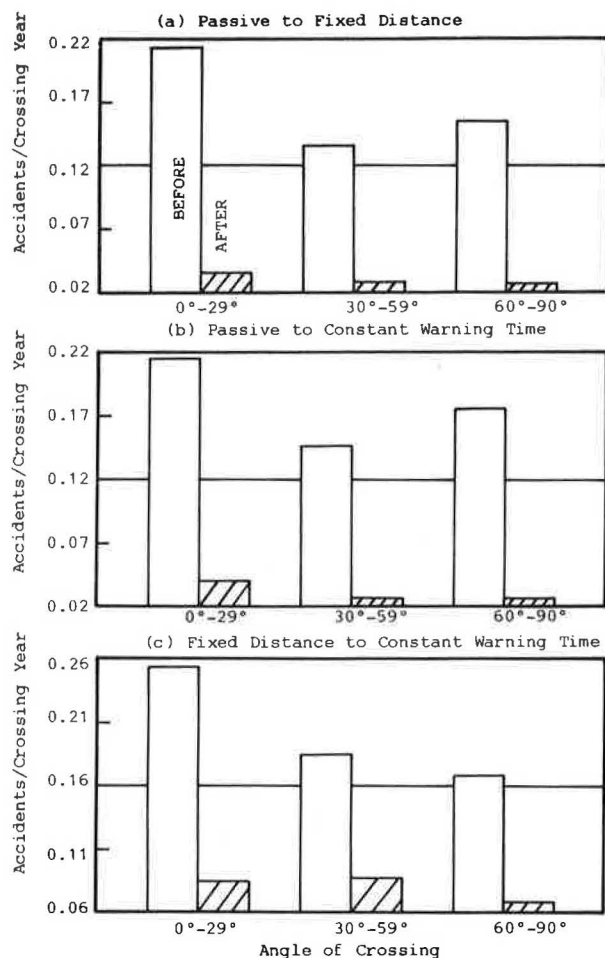 (a) Passive to Fixed Distance
Accidents/Crossing Year
0.22
0.17
0.12
0.07
0.02
BEFORE
AFTER
0°-29° 30°-59° 60°-90°
(b) Passive to Constant Warning Time
Accidents/Crossing Year
0.22
0.17
0.12
0.07
0.02
0°-29° 30°-59° 60°-90°
(c) Fixed Distance to Constant Warning Time
Accidents/Crossing Year
0.26
0.21
0.16
0.11
0.06
0°-29° 30°-59° 60°-90°
Angle of Crossing